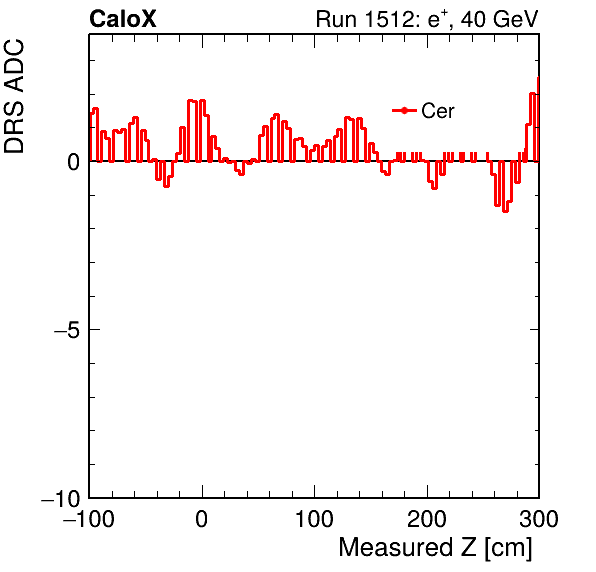 CaloX Run 1512: e⁺, 40 GeV
DRS ADC
Cer
0
−5
−10
−100 0 100 200 300
Measured Z [cm]